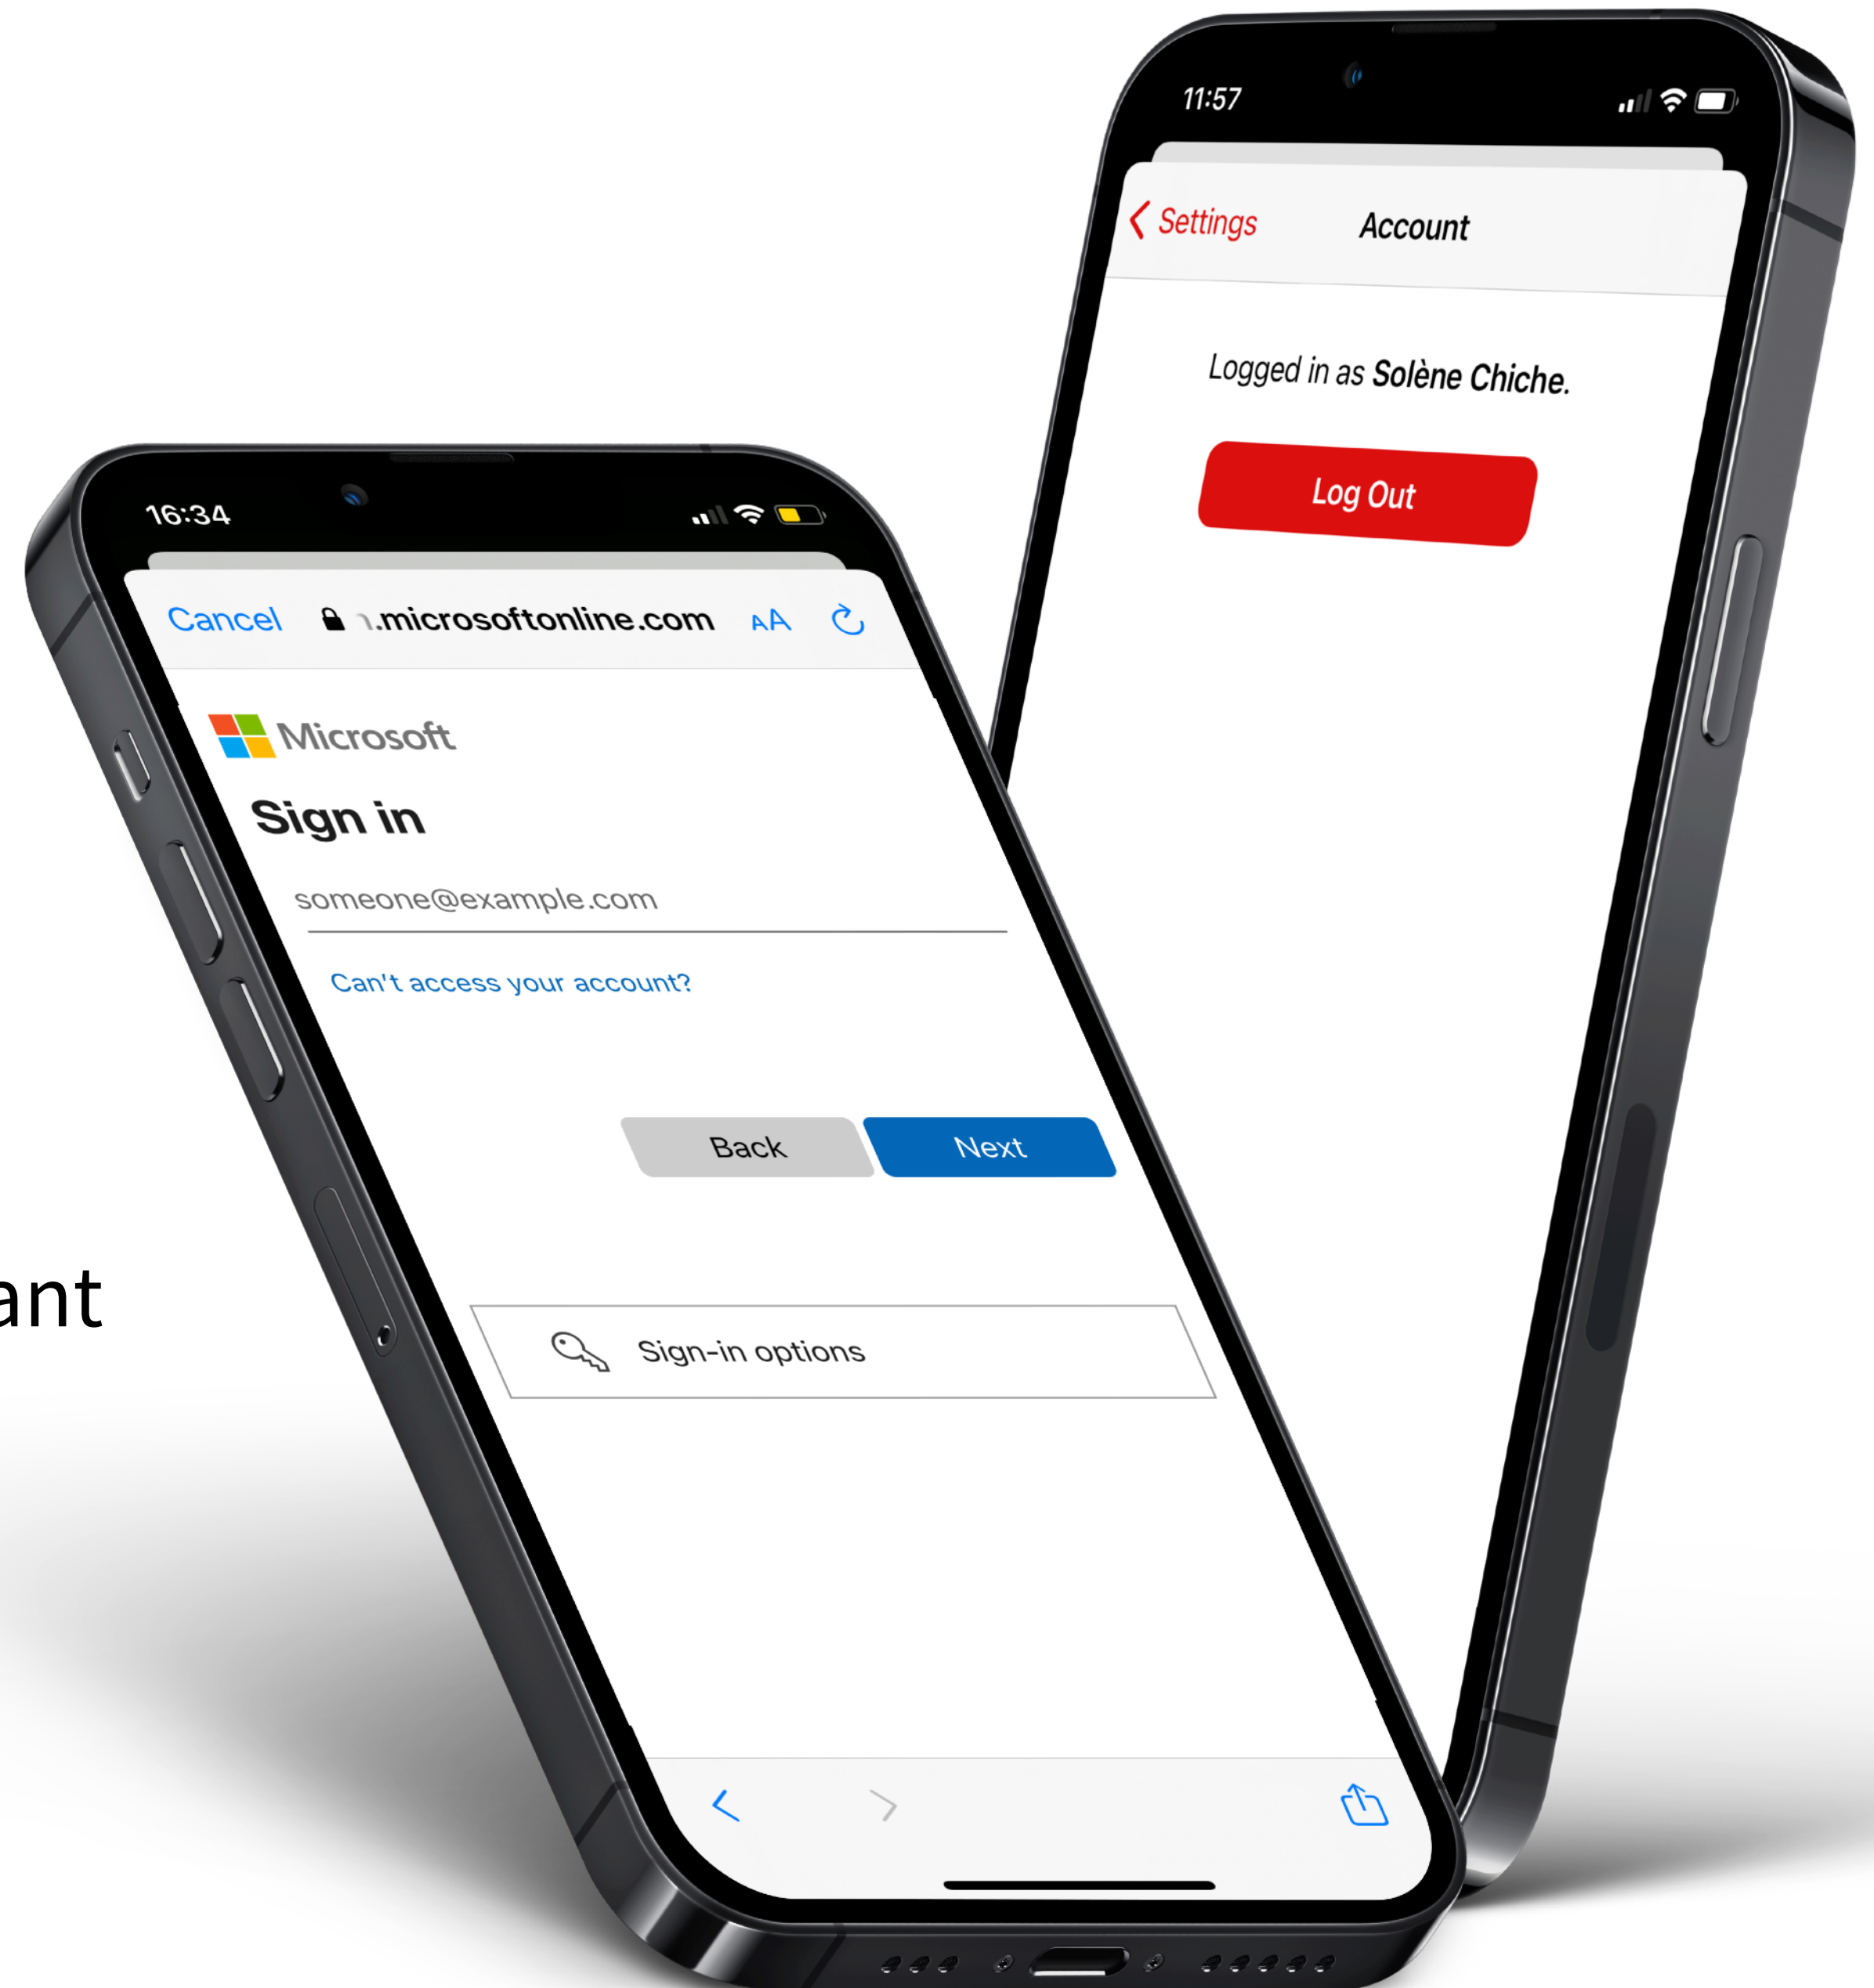 11:57
Settings
Account
Logged in as Solène Chiche.
Log Out
16:34
Cancel
.microsoftonline.com
AA
Microsoft
Sign in
someone@example.com
Can't access your account?
Back
Next
Sign-in options
ant